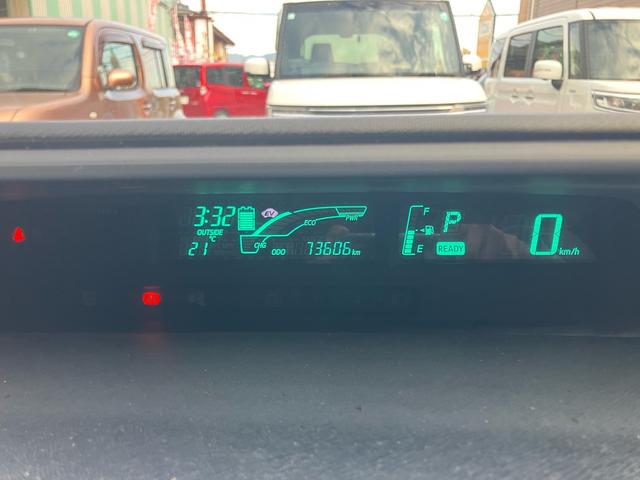 3:32
EV
OUTSIDE
21 °C
CHG
ECO
PWR
ODO 73606 km
F
E
P
READY
0 km/h